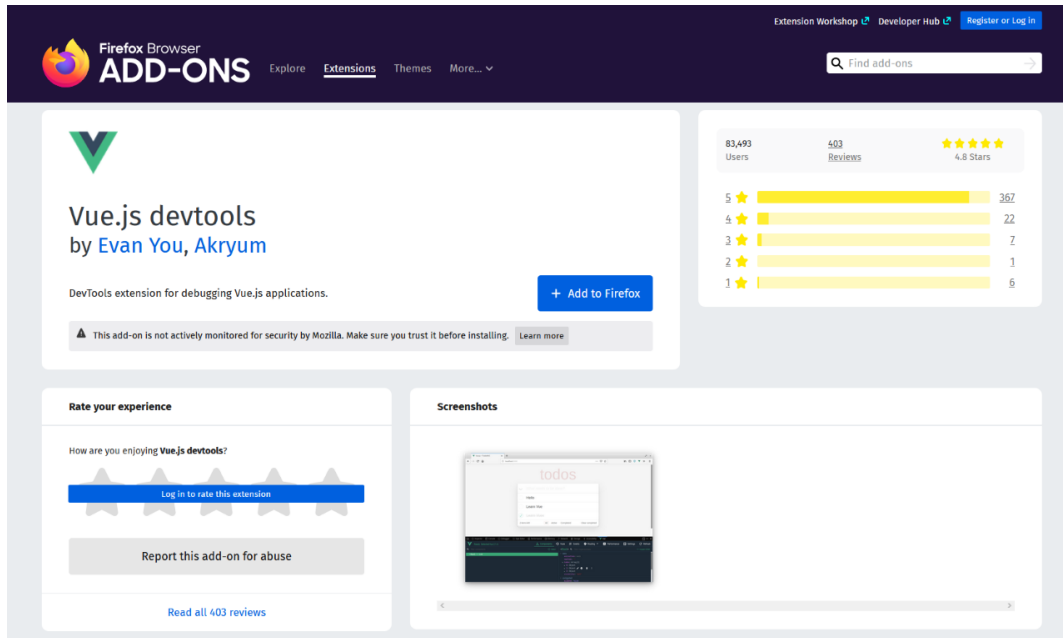 Extension Workshop Developer Hub Register or Log in
Firefox Browser
ADD-ONS Explore Extensions Themes More... Find add-ons
83,493 403
Users Reviews 4.8 Stars
5 367
4 22
3 7
2 1
1 6
Vue.js devtools
by Evan You, Akryum
DevTools extension for debugging Vue.js applications.
+ Add to Firefox
This add-on is not actively monitored for security by Mozilla. Make sure you trust it before installing. Learn more
Rate your experience
How are you enjoying Vue.js devtools?
Log in to rate this extension
Report this add-on for abuse
Read all 403 reviews
Screenshots
todos